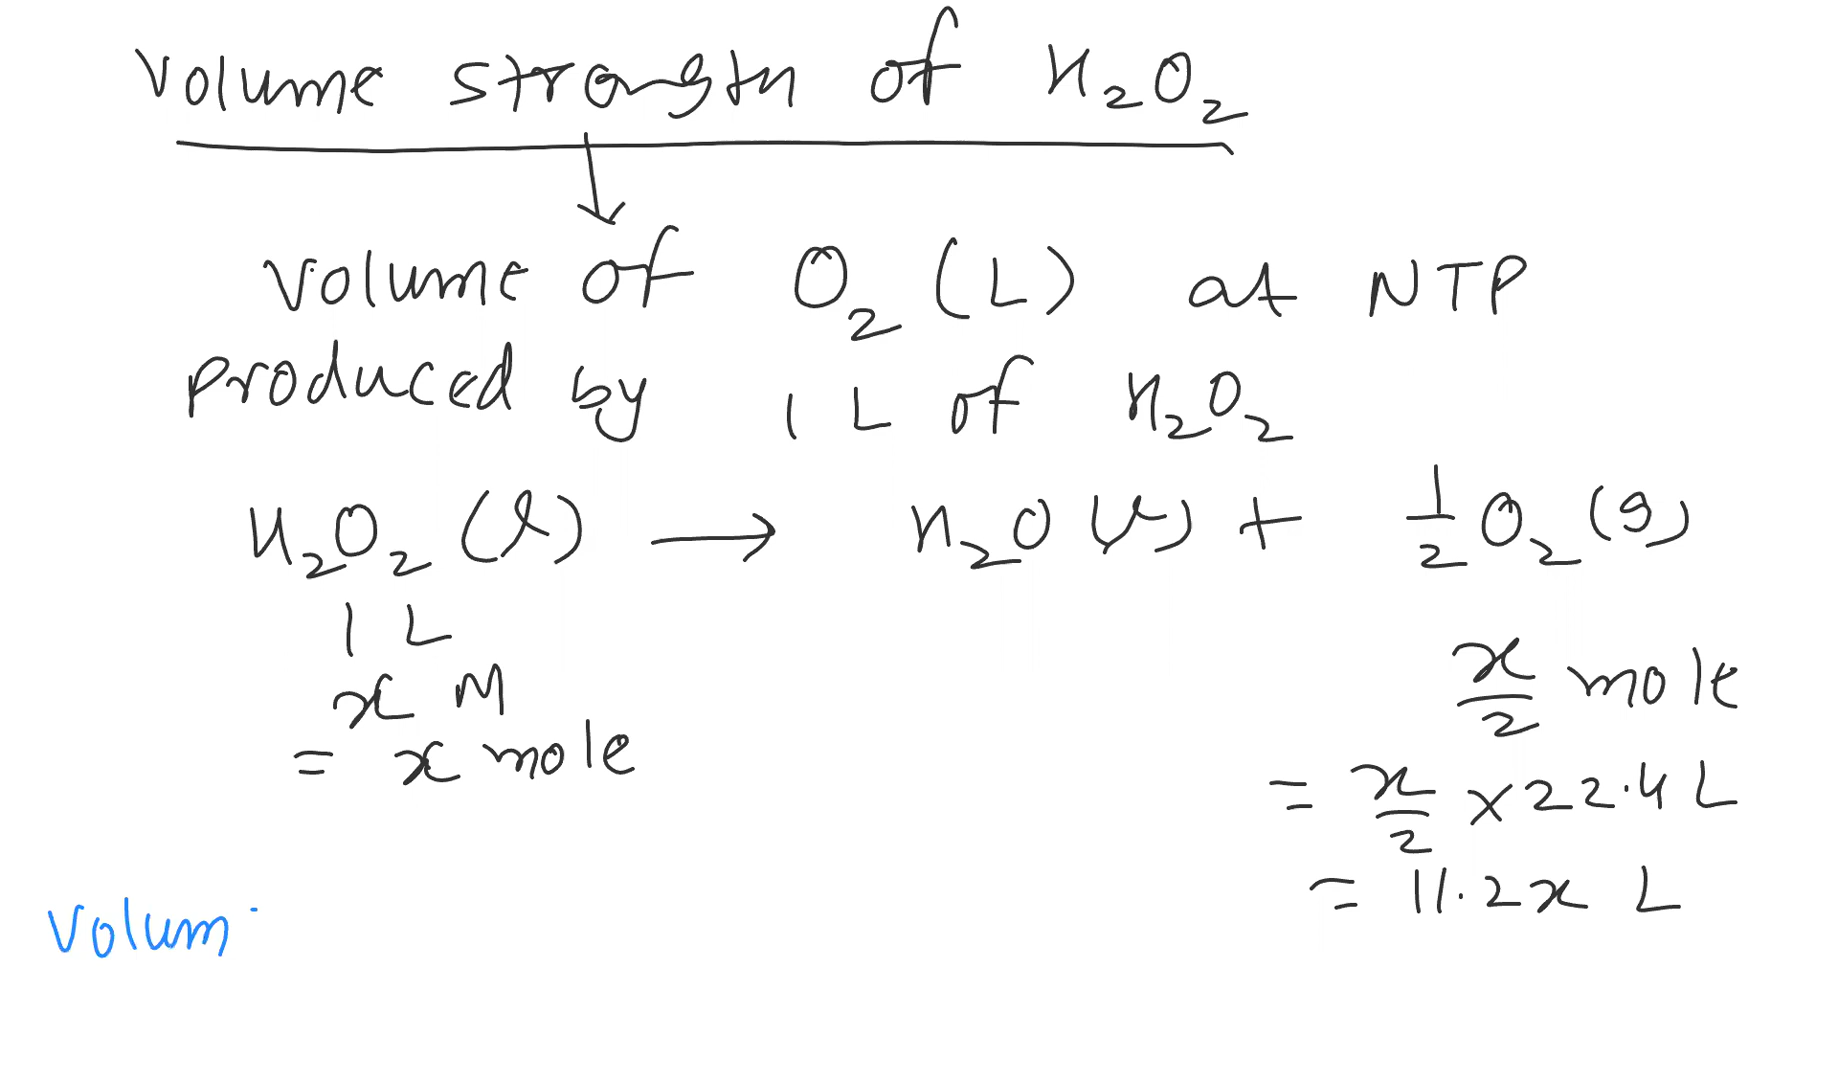 Volume strength of H₂O₂
Volume of O₂ (L) at NTP
produced by 1 L of H₂O₂
H₂O₂ (l) → H₂O (l) + 1/2 O₂ (g)
1 L
x M
= x mole
x/2 mole
= x/2 × 22.4 L
= 11.2x L
Volum